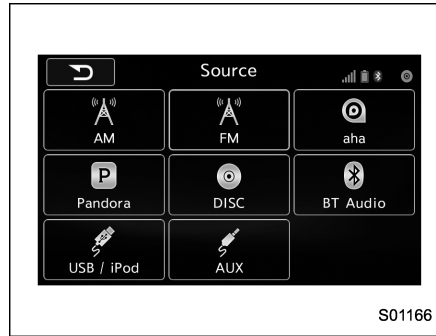 Source
AM
FM
aha
P
Pandora
DISC
BT Audio
USB / iPod
AUX
S01166